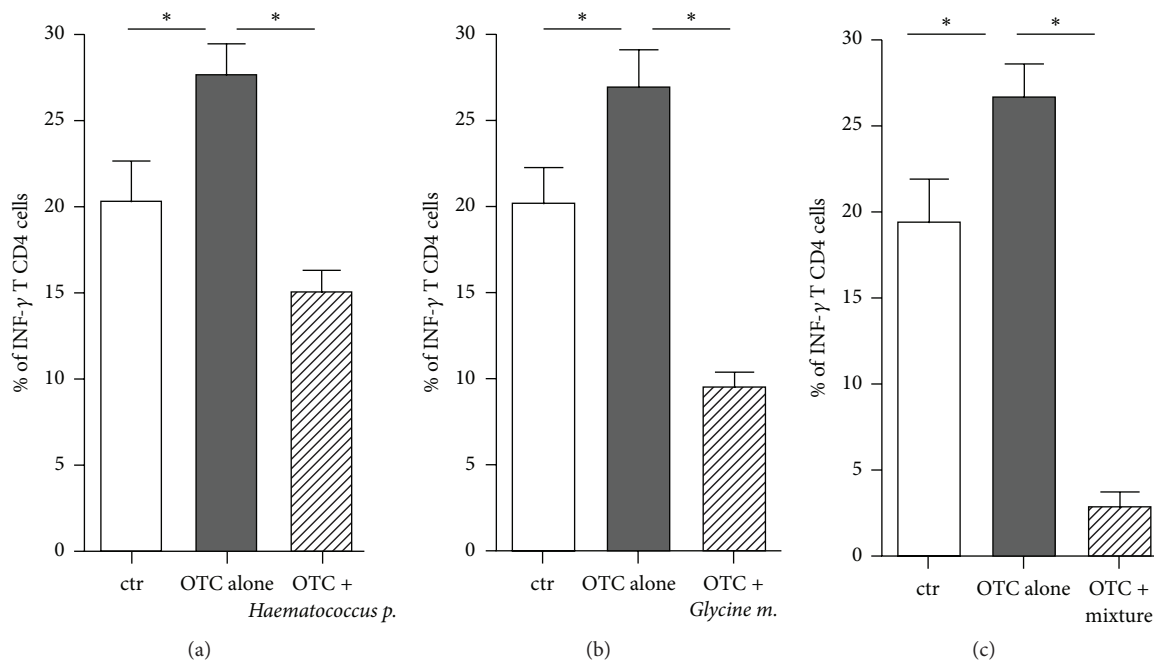 * *
30
25
20
15
10
5
0
% of INF-γ T CD4 cells
ctr
OTC alone
OTC +
Haematococcus p.
(a)
* *
30
25
20
15
10
5
0
% of INF-γ T CD4 cells
ctr
OTC alone
OTC +
Glycine m.
(b)
* *
30
25
20
15
10
5
0
% of INF-γ T CD4 cells
ctr
OTC alone
OTC +
mixture
(c)